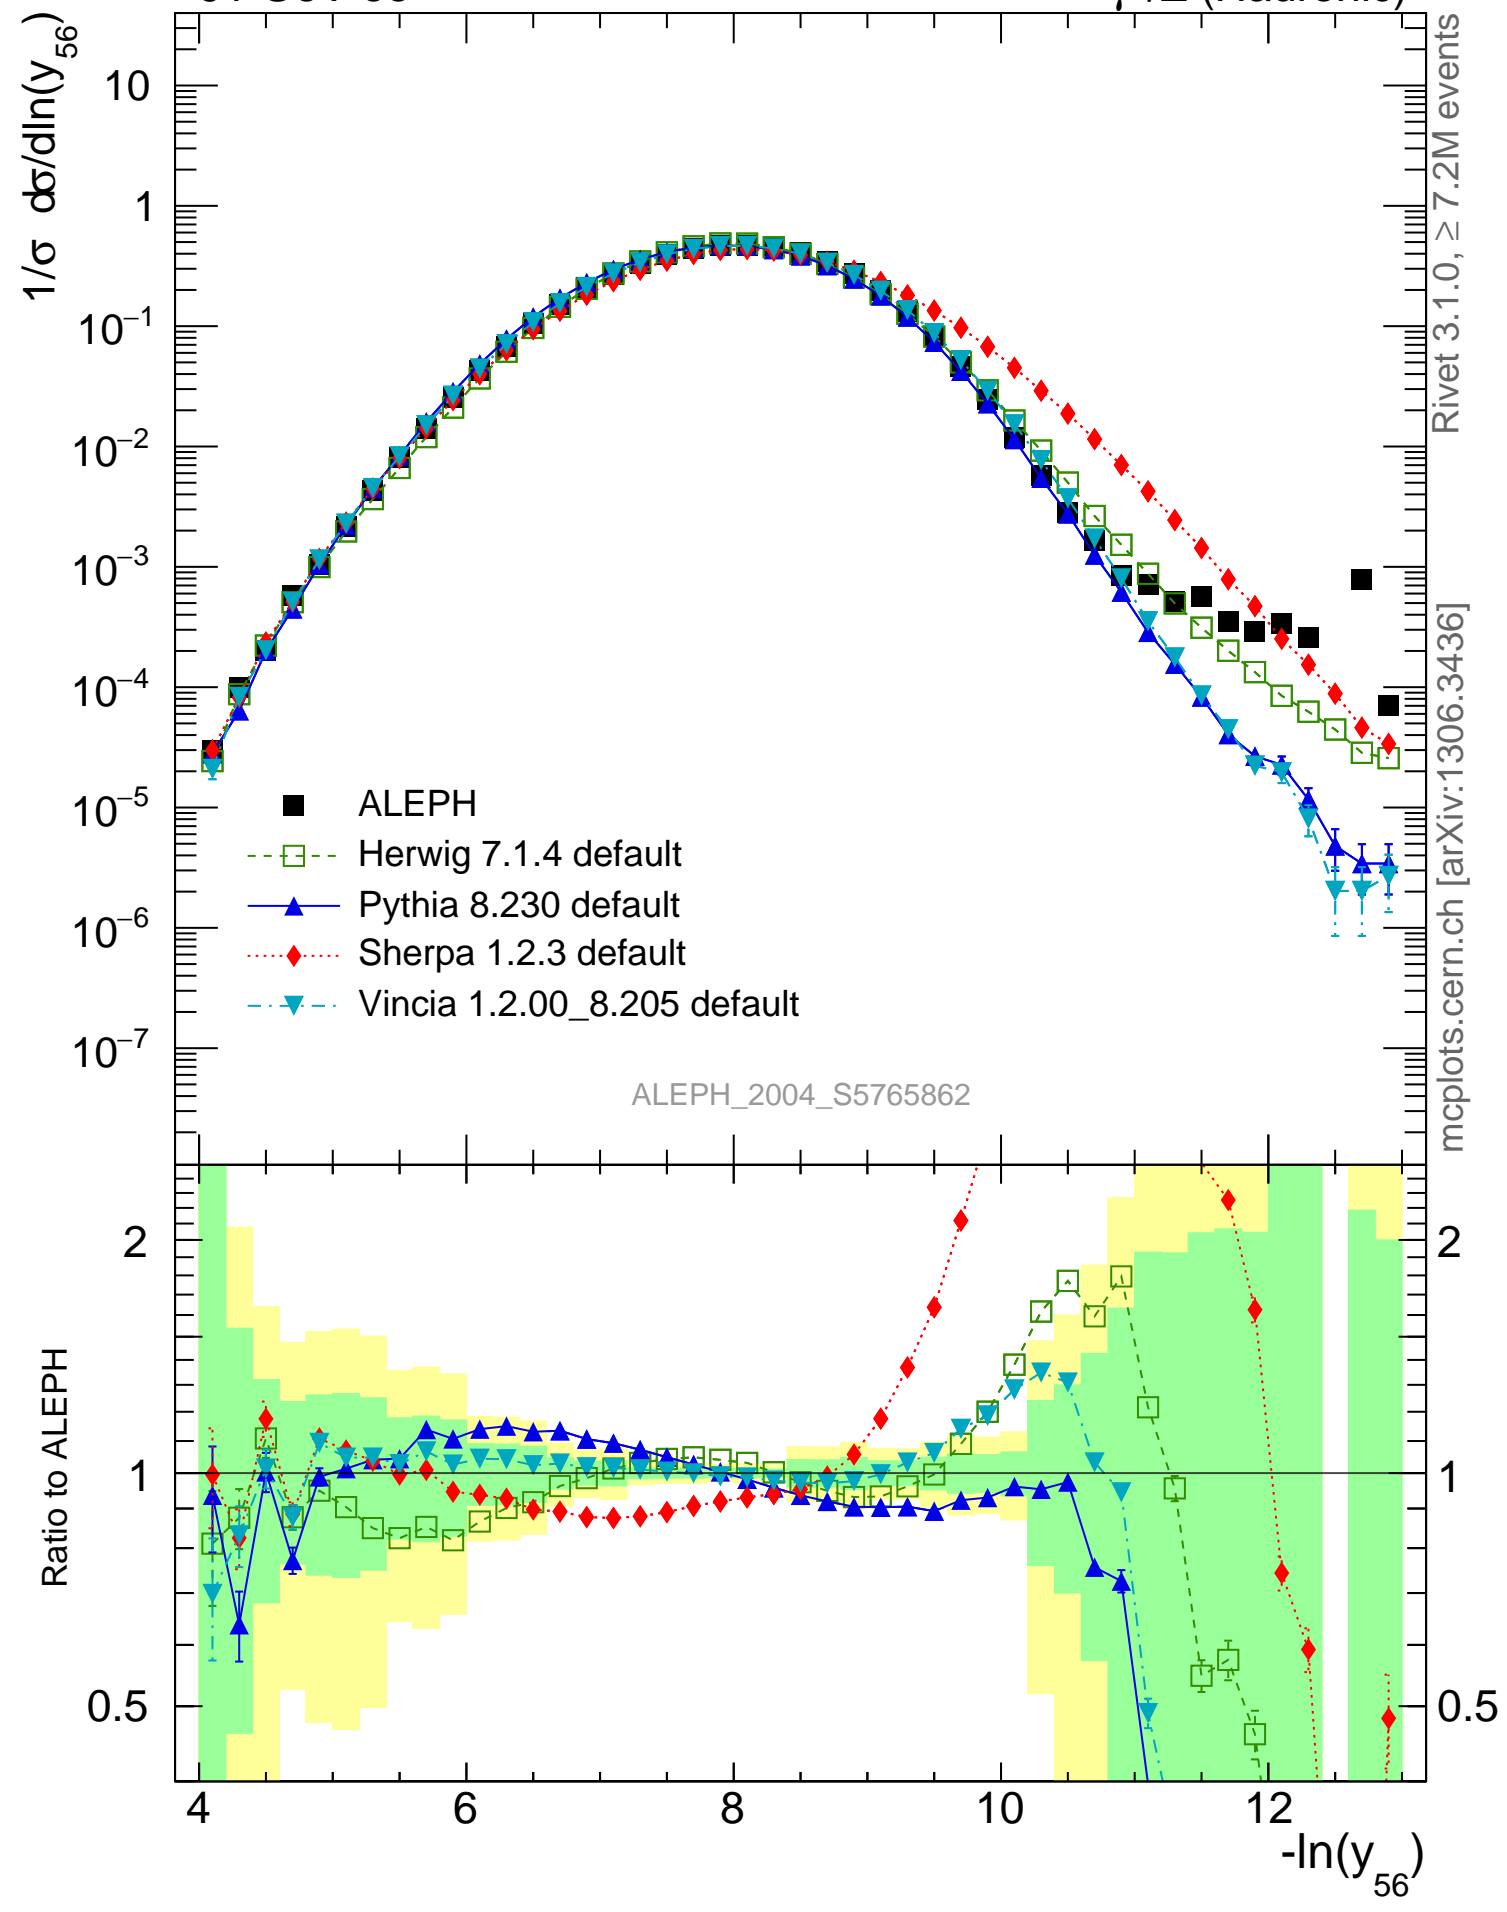 1/σ dσ/dln(y56)
10
1
10−1
10−2
10−3
10−4
10−5
10−6
10−7
ALEPH
Herwig 7.1.4 default
Pythia 8.230 default
Sherpa 1.2.3 default
Vincia 1.2.00_8.205 default
ALEPH_2004_S5765862
Rivet 3.1.0, ≥ 7.2M events
mcplots.cern.ch [arXiv:1306.3436]
Ratio to ALEPH
2
1
0.5
2
1
0.5
4 6 8 10 12
-ln(y56)